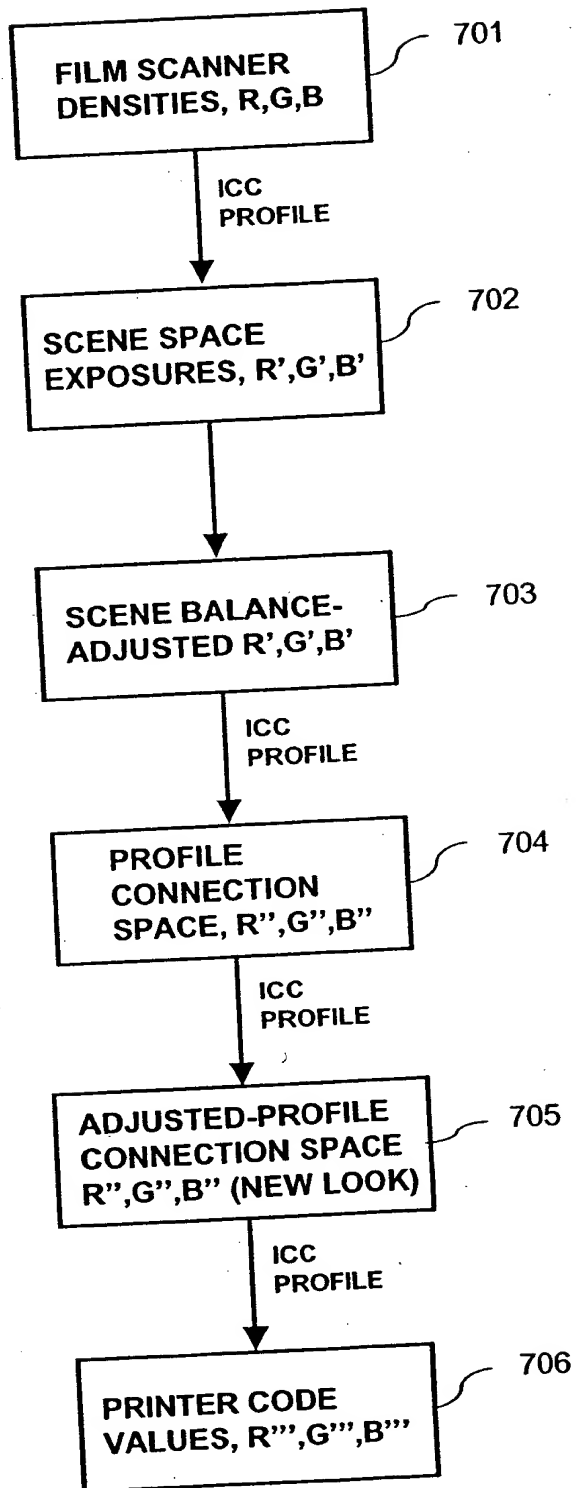 701
FILM SCANNER
DENSITIES, R,G,B
ICC
PROFILE
702
SCENE SPACE
EXPOSURES, R’,G’,B’
703
SCENE BALANCE-
ADJUSTED R’,G’,B’
ICC
PROFILE
704
PROFILE
CONNECTION
SPACE, R’’,G’’,B’’
ICC
PROFILE
705
ADJUSTED-PROFILE
CONNECTION SPACE
R’’,G’’,B’’ (NEW LOOK)
ICC
PROFILE
706
PRINTER CODE
VALUES, R’’’,G’’’,B’’’